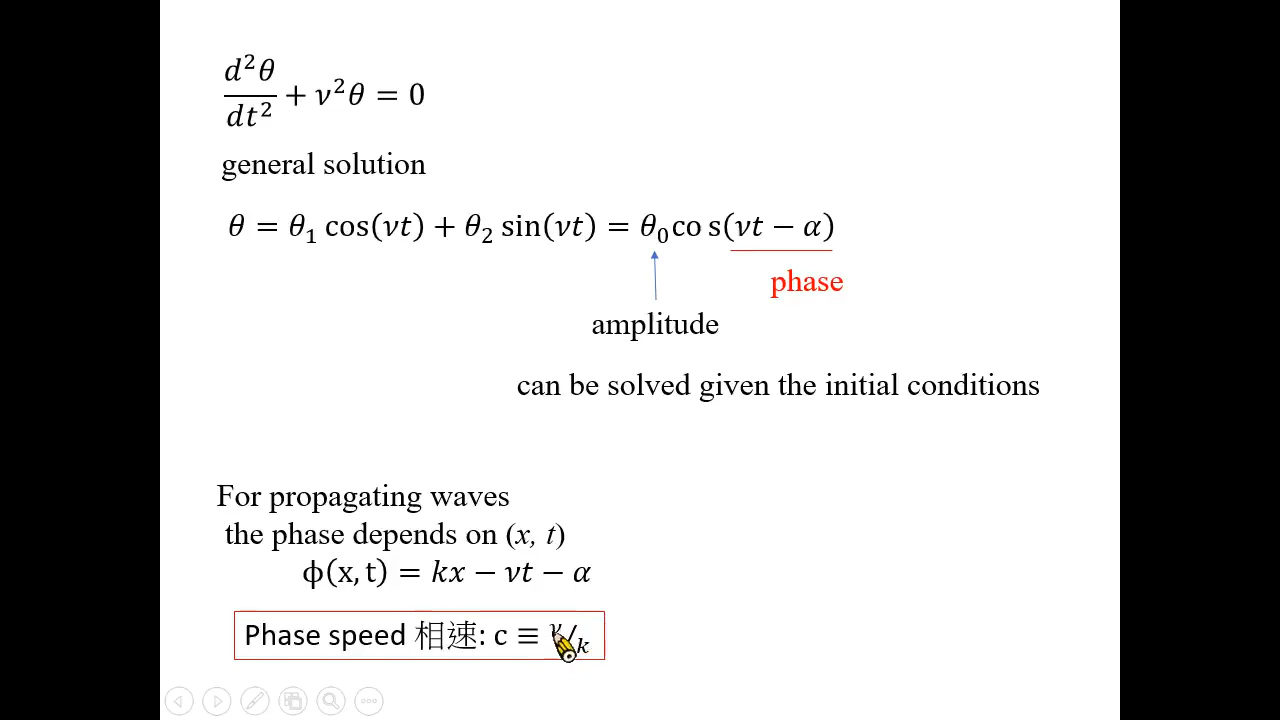 d²θ/dt² + ν²θ = 0
general solution
θ = θ₁ cos(νt) + θ₂ sin(νt) = θ₀co s(νt − α)
phase
amplitude
can be solved given the initial conditions
For propagating waves
the phase depends on (x, t)
ϕ(x, t) = kx − νt − α
Phase speed 相速: c ≡ ν/k